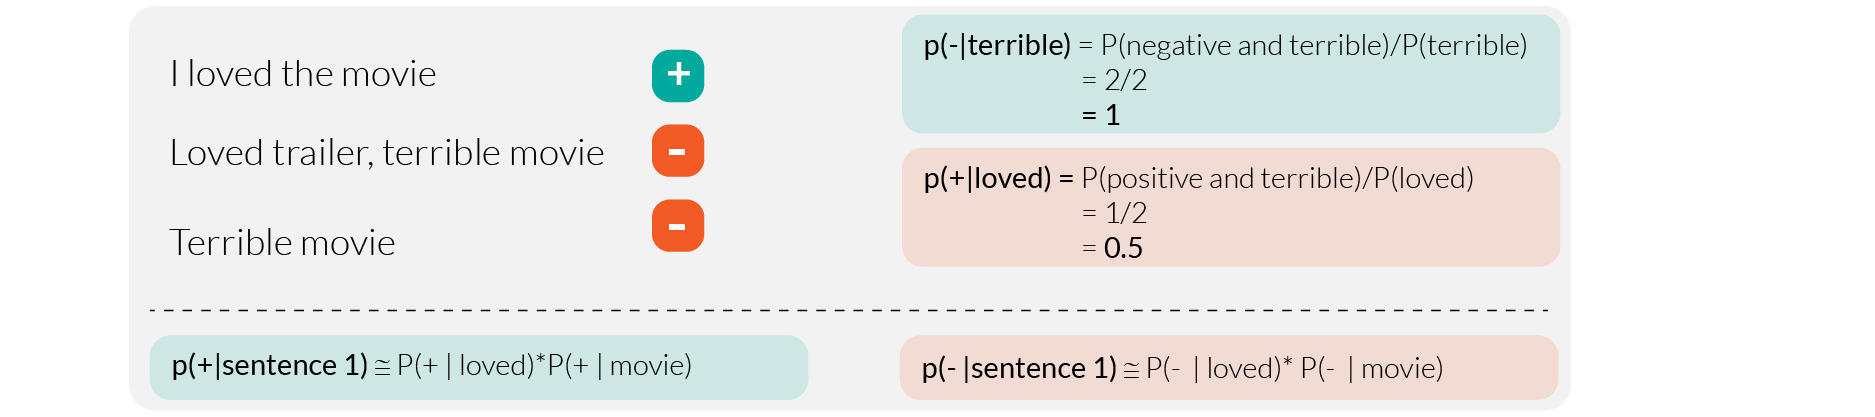 I loved the movie
+
Loved trailer, terrible movie
-
Terrible movie
-
p(-|terrible) = P(negative and terrible)/P(terrible)
= 2/2
= 1
p(+|loved) = P(positive and terrible)/P(loved)
= 1/2
= 0.5
p(+|sentence 1) ≅ P(+ | loved)*P(+ | movie)
p(- |sentence 1) ≅ P(- | loved)* P(- | movie)